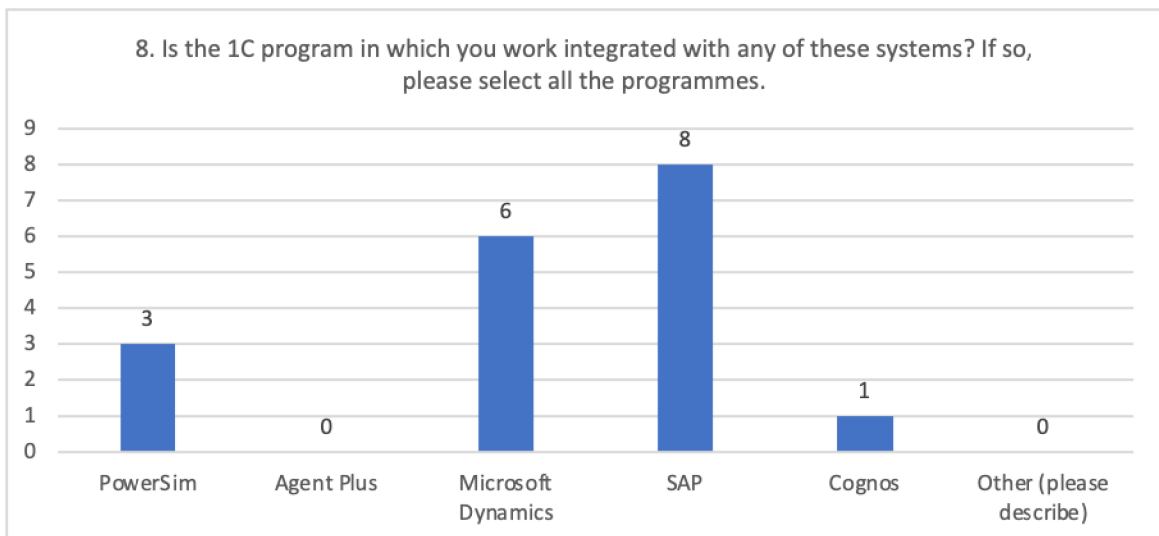 8. Is the 1C program in which you work integrated with any of these systems? If so,
please select all the programmes.
9
8
7
6
5
4
3
2
1
0
3
0
6
8
1
0
PowerSim
Agent Plus
Microsoft
Dynamics
SAP
Cognos
Other (please
describe)